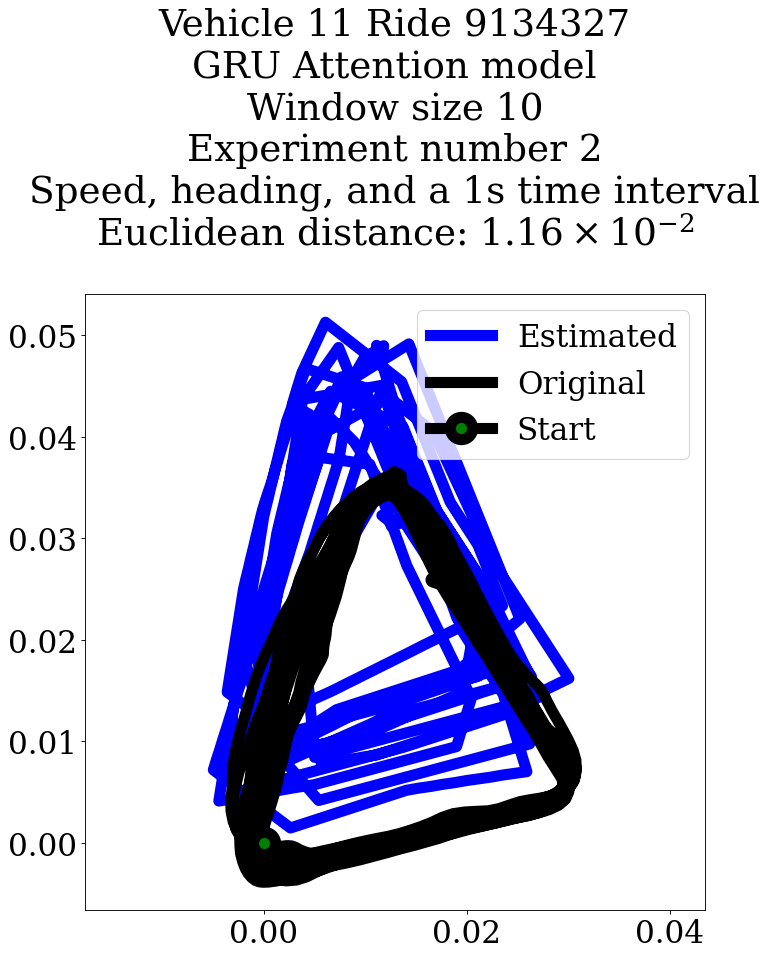 Vehicle 11 Ride 9134327
GRU Attention model
Window size 10
Experiment number 2
Speed, heading, and a 1s time interval
Euclidean distance: 1.16 × 10⁻²
Estimated
Original
Start
0.05
0.04
0.03
0.02
0.01
0.00
0.00 0.02 0.04